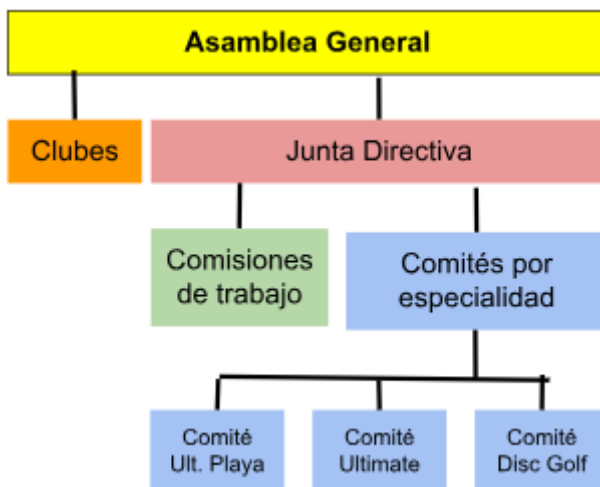 Asamblea General
Clubes
Junta Directiva
Comisiones
de trabajo
Comités por
especialidad
Comité
Ult. Playa
Comité
Ultimate
Comité
Disc Golf